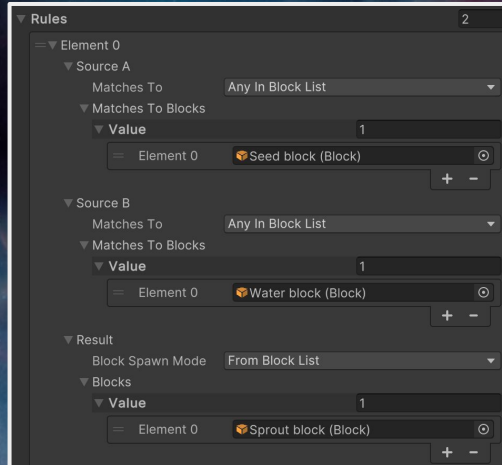 Rules 2
Element 0
Source A
Matches To Any In Block List
Matches To Blocks
Value 1
Element 0 Seed block (Block)
+ -
Source B
Matches To Any In Block List
Matches To Blocks
Value 1
Element 0 Water block (Block)
+ -
Result
Block Spawn Mode From Block List
Blocks
Value 1
Element 0 Sprout block (Block)
+ -